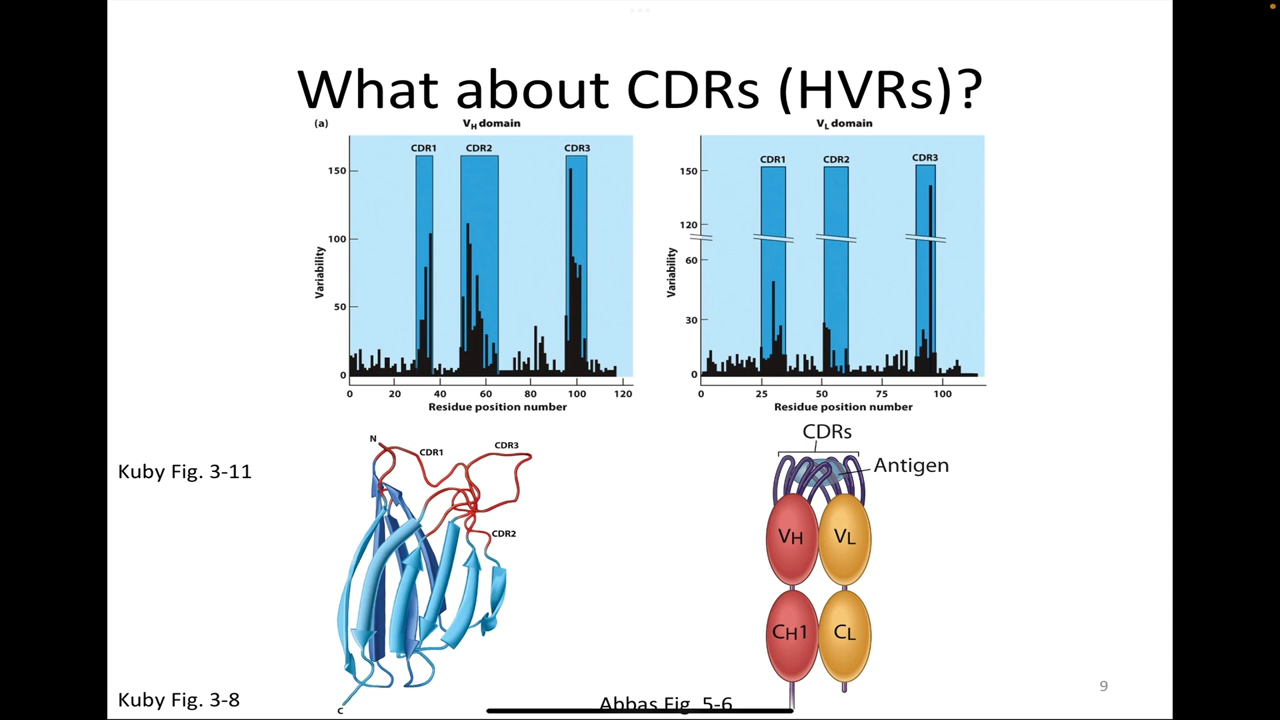 What about CDRs (HVRs)?
(a)
VH domain
CDR1
CDR2
CDR3
150
100
50
0
Variability
0 20 40 60 80 100 120
Residue position number
VL domain
CDR1
CDR2
CDR3
150
120
60
30
0
Variability
0 25 50 75 100
Residue position number
Kuby Fig. 3-11
N
CDR1
CDR3
CDR2
C
Kuby Fig. 3-8
CDRs
Antigen
VH
VL
CH1
CL
Abbas Fig. 5-6
9